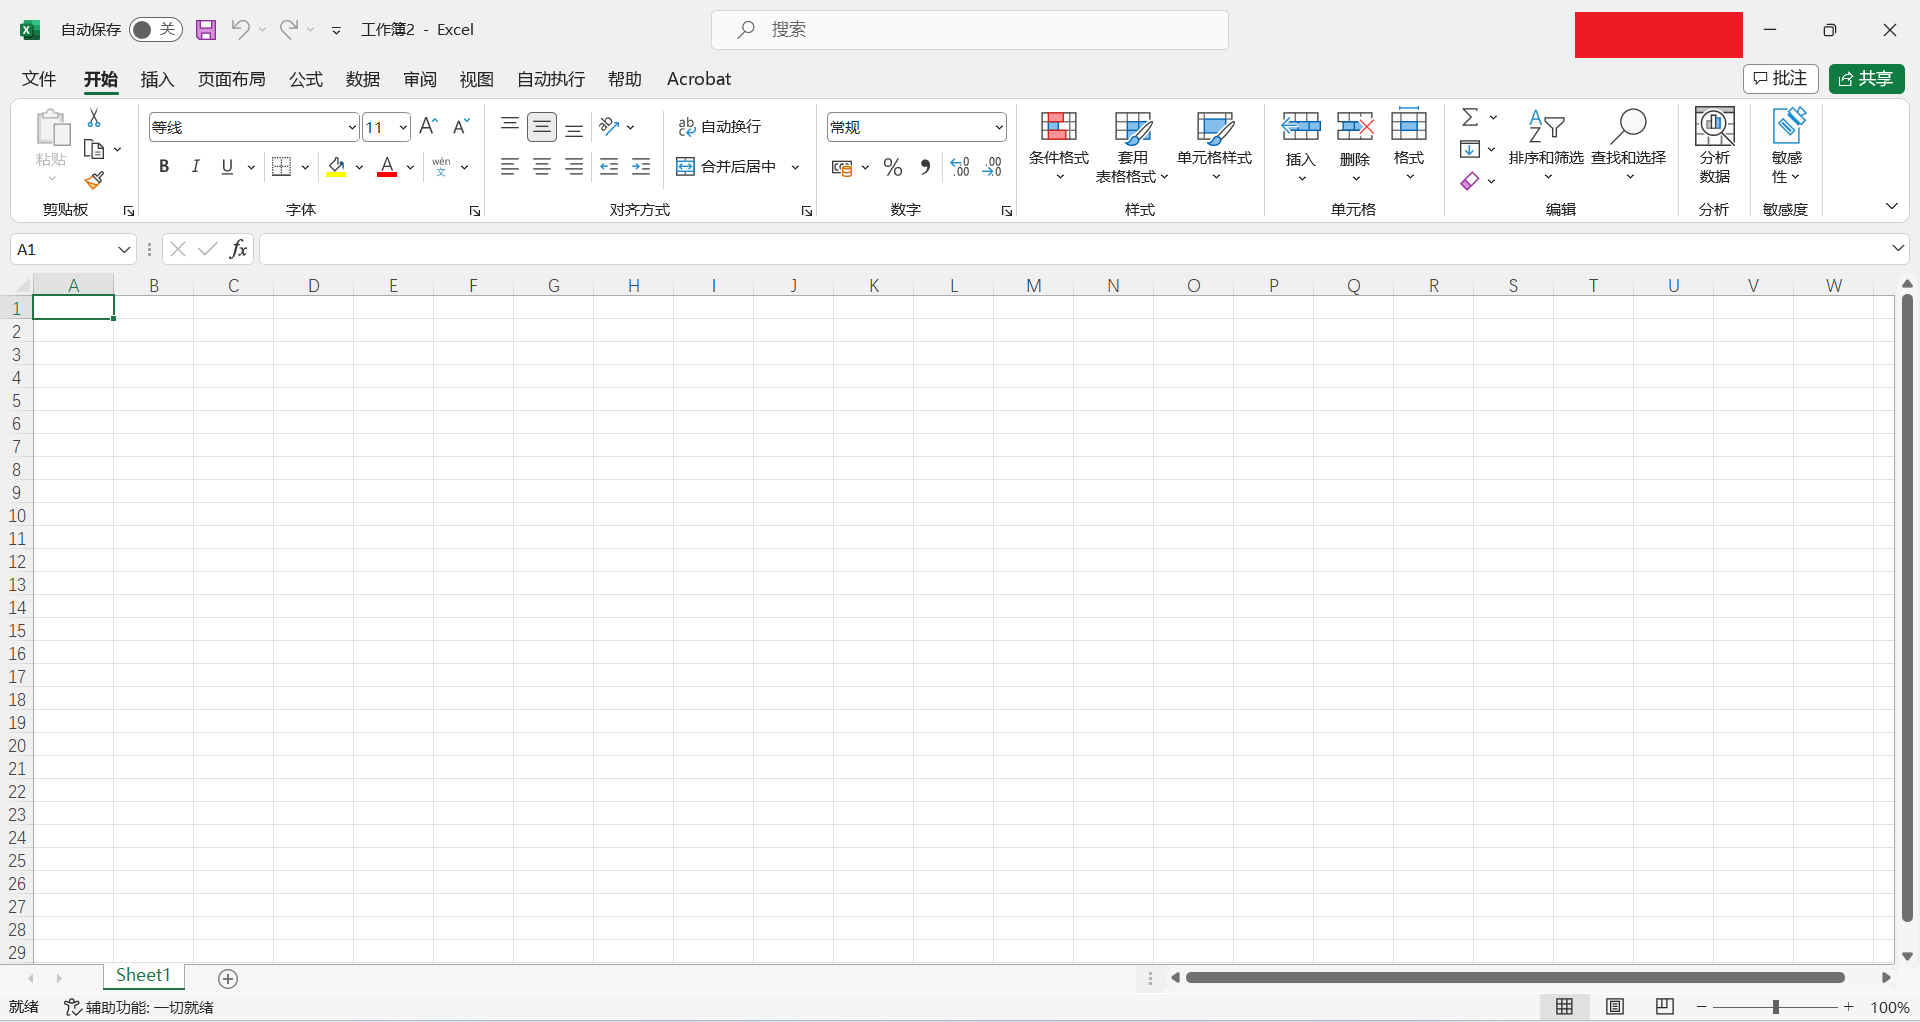 自动保存 关 工作簿2 - Excel 搜索
文件 开始 插入 页面布局 公式 数据 审阅 视图 自动执行 帮助 Acrobat 批注 共享
粘贴
剪贴板
等线 11
B I U A wén 文
字体
ab 自动换行
合并后居中
对齐方式
常规
% , .00 .00
数字
条件格式 套用 表格格式 单元格样式
样式
插入 删除 格式
单元格
排序和筛选 查找和选择
编辑
分析 数据
分析
敏感 性
敏感度
A1 fx
A B C D E F G H I J K L M N O P Q R S T U V W
1
2
3
4
5
6
7
8
9
10
11
12
13
14
15
16
17
18
19
20
21
22
23
24
25
26
27
28
29
Sheet1
就绪 辅助功能: 一切就绪 100%